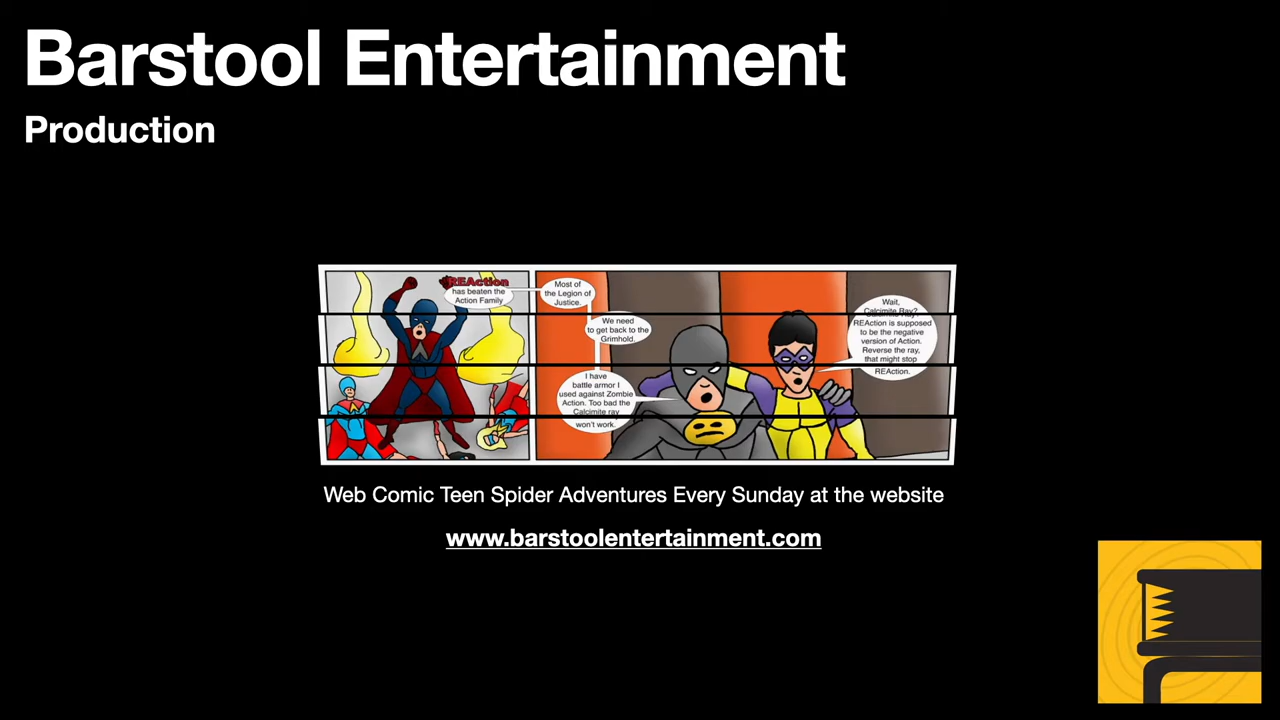 Barstool Entertainment
Production
REAction
has beaten the
Action Family
Most of
the Legion of
Justice.
We need
to get back to the
Grimhold.
I have
battle armor I
used against Zombie
Action. Too bad the
Calcimite ray
won't work.
Wait,
Calcimite Ray?
REAction is supposed
to be the negative
version of Action.
Reverse the ray,
that might stop
REAction.
Web Comic Teen Spider Adventures Every Sunday at the website
www.barstoolentertainment.com